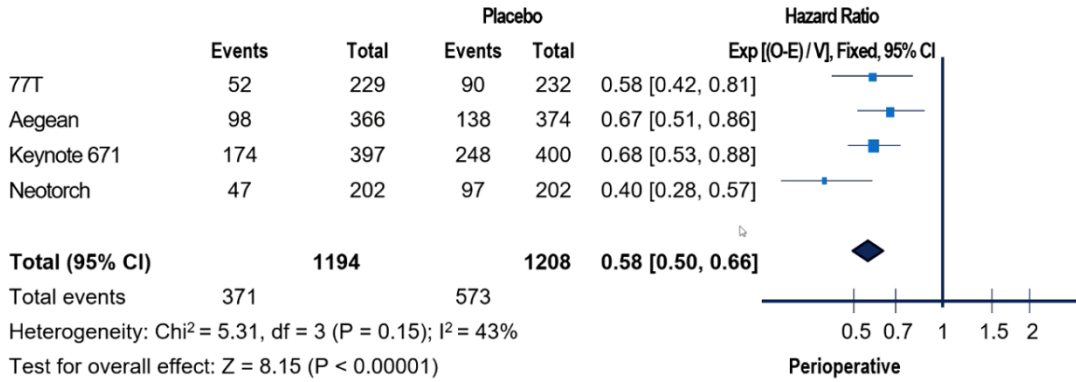 Placebo Hazard Ratio
Events Total Events Total Exp [(O-E) / V], Fixed, 95% CI
77T 52 229 90 232 0.58 [0.42, 0.81]
Aegean 98 366 138 374 0.67 [0.51, 0.86]
Keynote 671 174 397 248 400 0.68 [0.53, 0.88]
Neotorch 47 202 97 202 0.40 [0.28, 0.57]
Total (95% CI) 1194 1208 0.58 [0.50, 0.66]
Total events 371 573
Heterogeneity: Chi² = 5.31, df = 3 (P = 0.15); I² = 43%
0.5 0.7 1 1.5 2
Test for overall effect: Z = 8.15 (P < 0.00001)
Perioperative